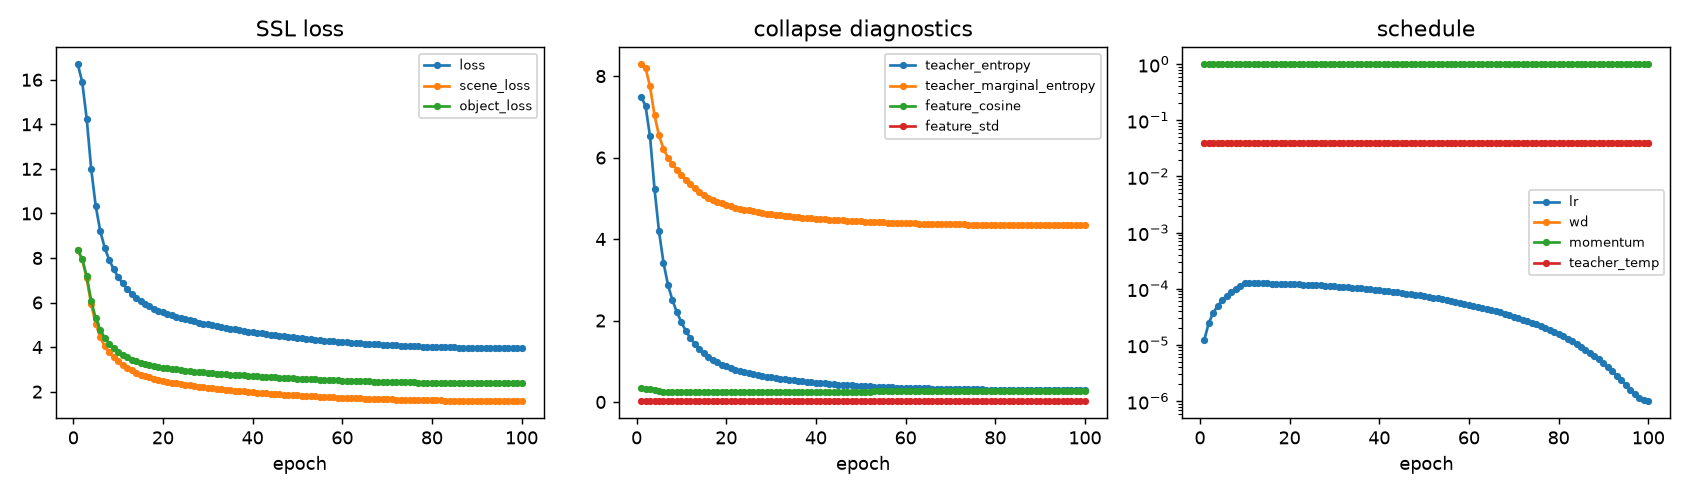 SSL loss
loss
scene_loss
object_loss
16
14
12
10
8
6
4
2
0
20
40
60
80
100
epoch
collapse diagnostics
teacher_entropy
teacher_marginal_entropy
feature_cosine
feature_std
8
6
4
2
0
0
20
40
60
80
100
epoch
schedule
10⁰
10⁻¹
10⁻²
10⁻³
10⁻⁴
10⁻⁵
10⁻⁶
lr
wd
momentum
teacher_temp
0
20
40
60
80
100
epoch